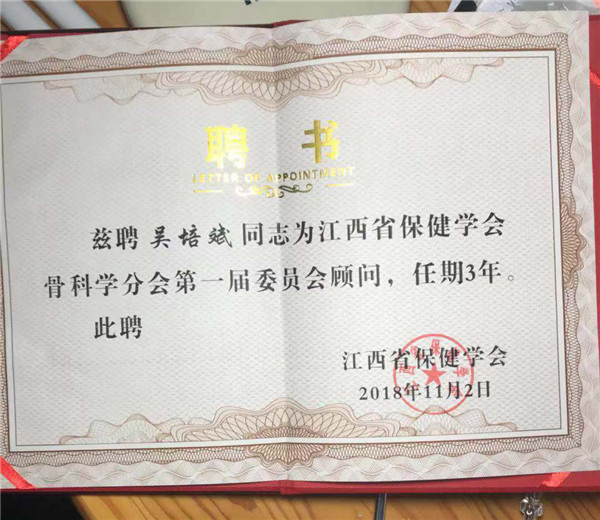 聘书
LETTER OF APPOINTMENT
兹聘吴培斌同志为江西省保健学会
骨科学分会第一届委员会顾问，任期3年。
此聘
江西省保健学会
2018年11月2日